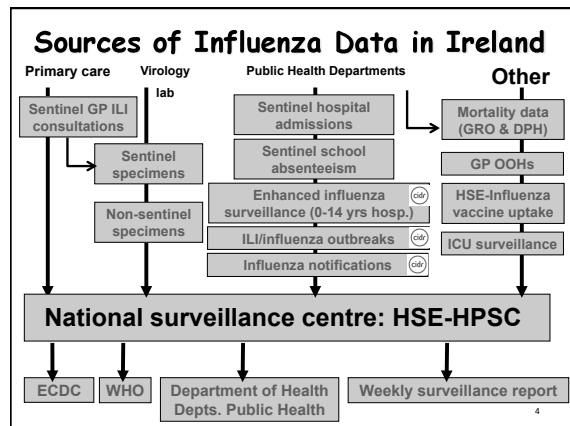 Sources of Influenza Data in Ireland
Primary care
Virology
lab
Public Health Departments
Other
Sentinel GP ILI
consultations
Sentinel
specimens
Non-sentinel
specimens
Sentinel hospital
admissions
Sentinel school
absenteeism
Enhanced influenza
surveillance (0-14 yrs hosp.)
cidr
ILI/influenza outbreaks
cidr
Influenza notifications
cidr
Mortality data
(GRO & DPH)
GP OOHs
HSE-Influenza
vaccine uptake
ICU surveillance
National surveillance centre: HSE-HPSC
ECDC
WHO
Department of Health
Depts. Public Health
Weekly surveillance report
4